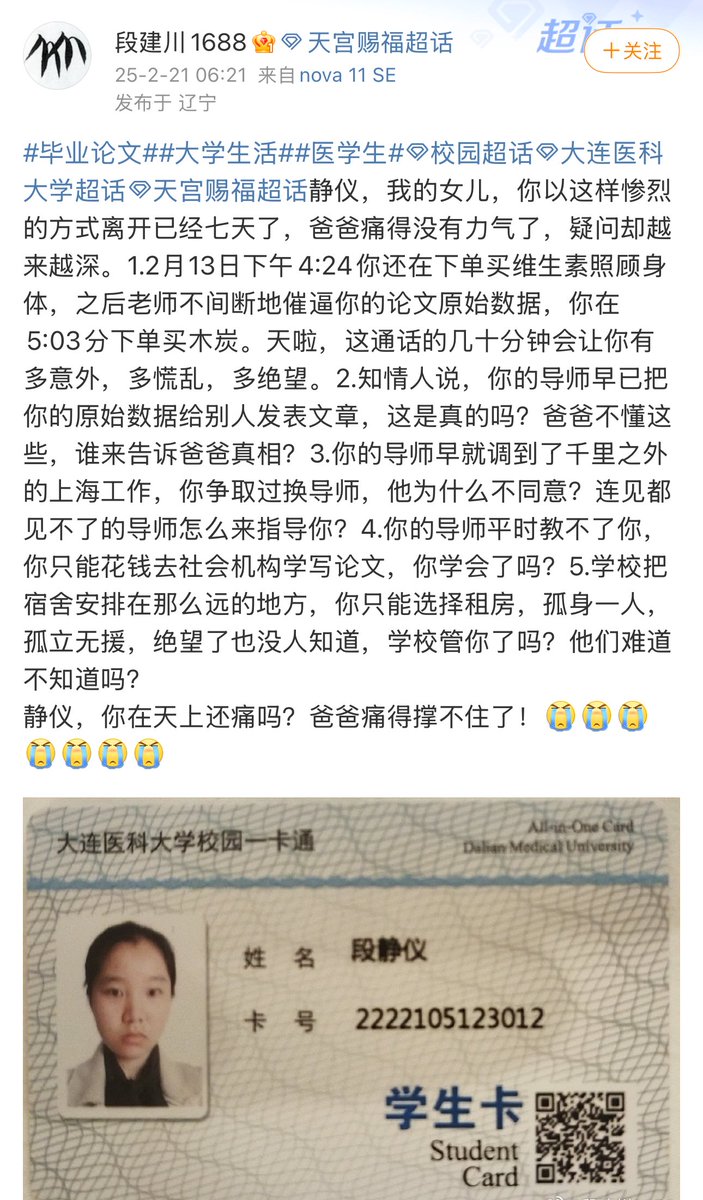 段建川1688 天宫赐福超话
超话
+关注
25-2-21 06:21 来自 nova 11 SE
发布于 辽宁
#毕业论文##大学生活##医学生#校园超话大连医科
大学超话天宫赐福超话静仪，我的女儿，你以这样惨烈
的方式离开已经七天了，爸爸痛得没有力气了，疑问却越
来越深。1.2月13日下午4:24你还在下单买维生素照顾身
体，之后老师不间断地催逼你的论文原始数据，你在
5:03分下单买木炭。天啦，这通话的几十分钟会让你有
多意外，多慌乱，多绝望。2.知情人说，你的导师早已把
你的原始数据给别人发表文章，这是真的吗？爸爸不懂这
些，谁来告诉爸爸真相？3.你的导师早就调到了千里之外
的上海工作，你争取过换导师，他为什么不同意？连见都
见不了的导师怎么来指导你？4.你的导师平时教不了你，
你只能花钱去社会机构学写论文，你学会了吗？5.学校把
宿舍安排在那么远的地方，你只能选择租房，孤身一人，
孤立无援，绝望了也没人知道，学校管你了吗？他们难道
不知道吗？
静仪，你在天上还痛吗？爸爸痛得撑不住了！😭😭😭
😭😭😭😭
大连医科大学校园一卡通
All-in-One Card
Dalian Medical University
姓 名 段静仪
卡 号 2222105123012
学生卡
Student
Card